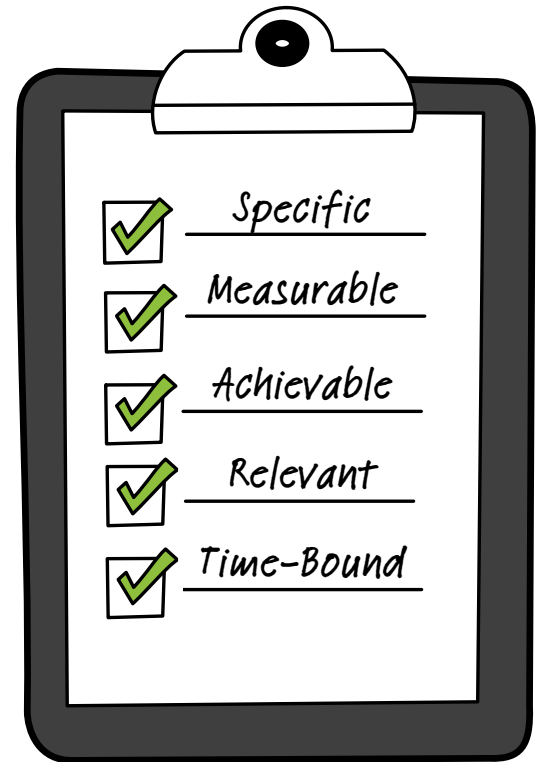 Specific
Measurable
Achievable
Relevant
Time-Bound